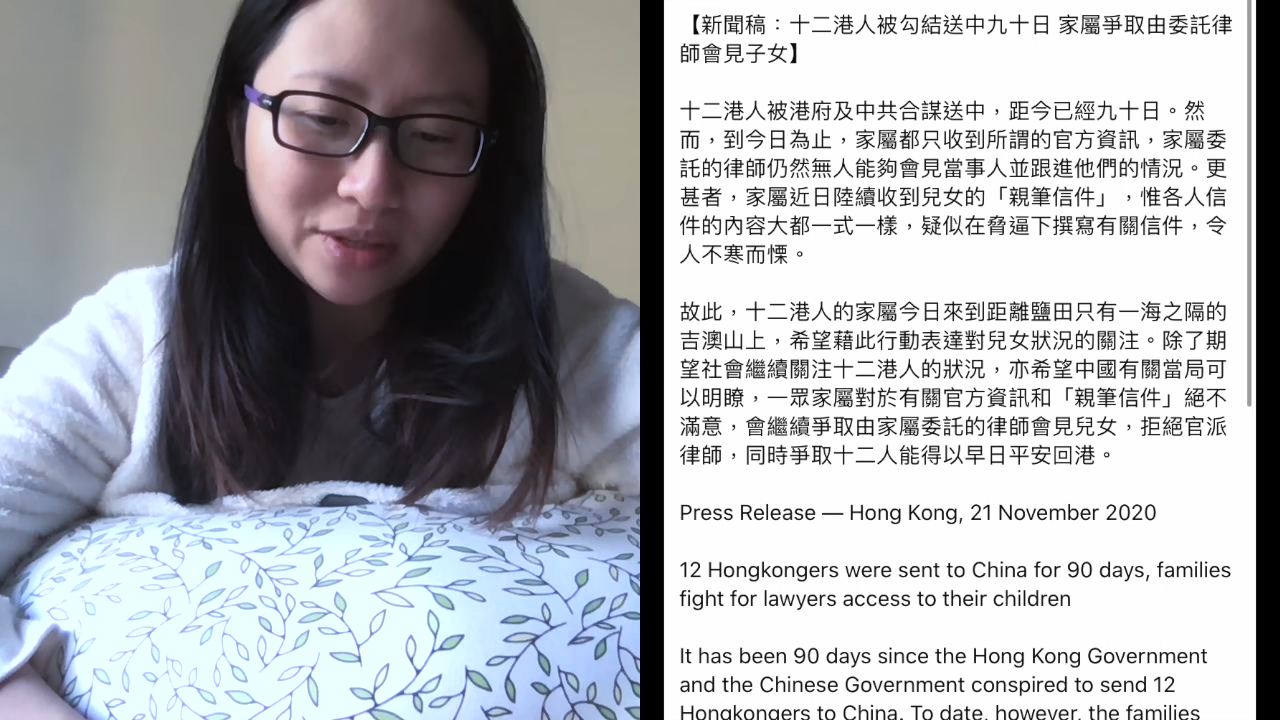 【新聞稿：十二港人被勾結送中九十日 家屬爭取由委託律
師會見子女】
十二港人被港府及中共合謀送中，距今已經九十日。然
而，到今日為止，家屬都只收到所謂的官方資訊，家屬委
託的律師仍然無人能夠會見當事人並跟進他們的情況。更
甚者，家屬近日陸續收到兒女的「親筆信件」，惟各人信
件的內容大都一式一樣，疑似在脅逼下撰寫有關信件，令
人不寒而慄。
故此，十二港人的家屬今日來到距離鹽田只有一海之隔的
吉澳山上，希望藉此行動表達對兒女狀況的關注。除了期
望社會繼續關注十二港人的狀況，亦希望中國有關當局可
以明瞭，一眾家屬對於有關官方資訊和「親筆信件」絕不
滿意，會繼續爭取由家屬委託的律師會見兒女，拒絕官派
律師，同時爭取十二人能得以早日平安回港。
Press Release — Hong Kong, 21 November 2020
12 Hongkongers were sent to China for 90 days, families
fight for lawyers access to their children
It has been 90 days since the Hong Kong Government
and the Chinese Government conspired to send 12
Hongkongers to China. To date, however, the families